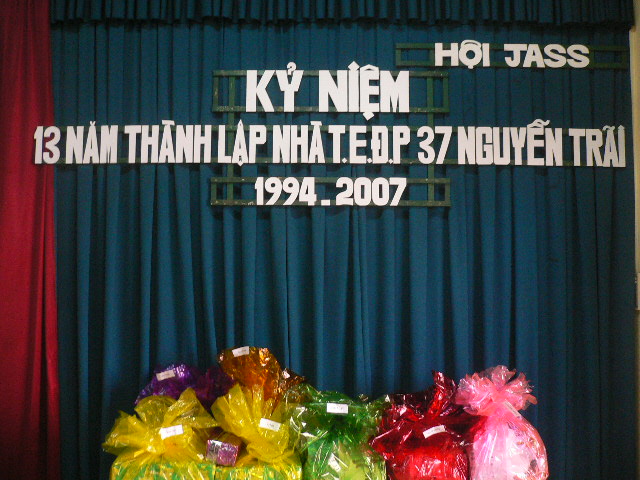 HỘI JASS
KỶ NIỆM
13 NĂM THÀNH LẬP NHÀ T.E.Đ.P 37 NGUYỄN TRÃI
1994-2007